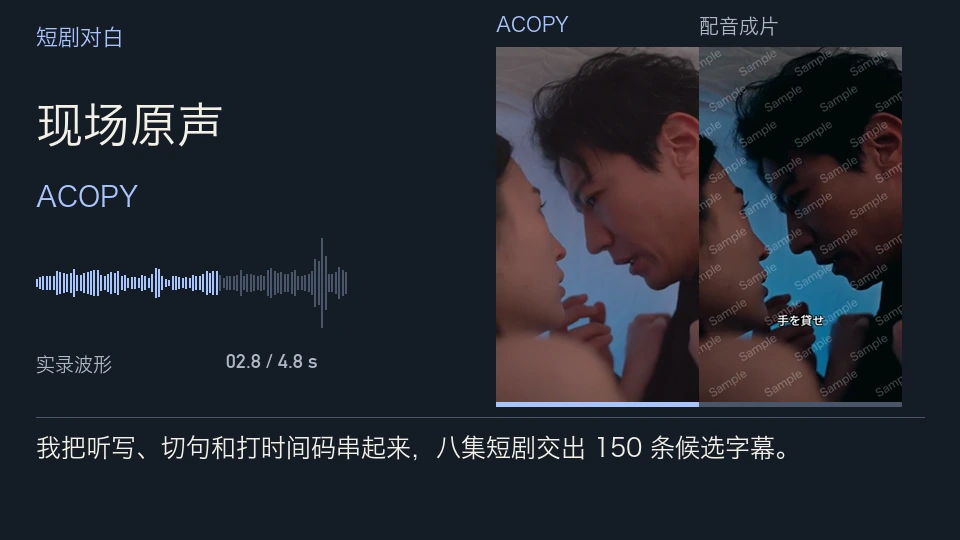 短剧对白
现场原声
ACOPY
实录波形
02.8 / 4.8 s
ACOPY
配音成片
Sample
手を貸せ
我把听写、切句和打时间码串起来，八集短剧交出 150 条候选字幕。